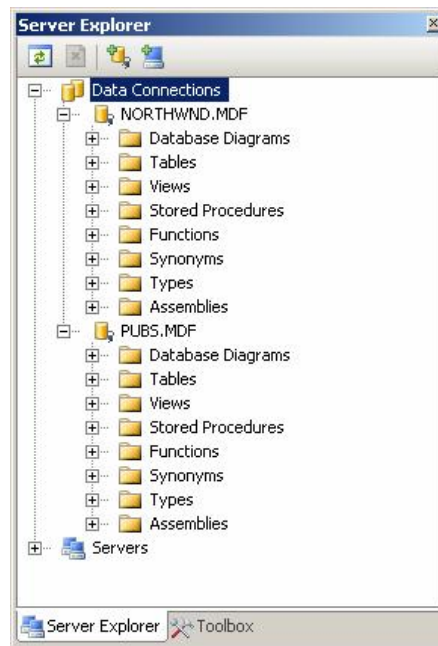 Server Explorer
Data Connections
NORTHWND.MDF
Database Diagrams
Tables
Views
Stored Procedures
Functions
Synonyms
Types
Assemblies
PUBS.MDF
Database Diagrams
Tables
Views
Stored Procedures
Functions
Synonyms
Types
Assemblies
Servers
Server Explorer Toolbox